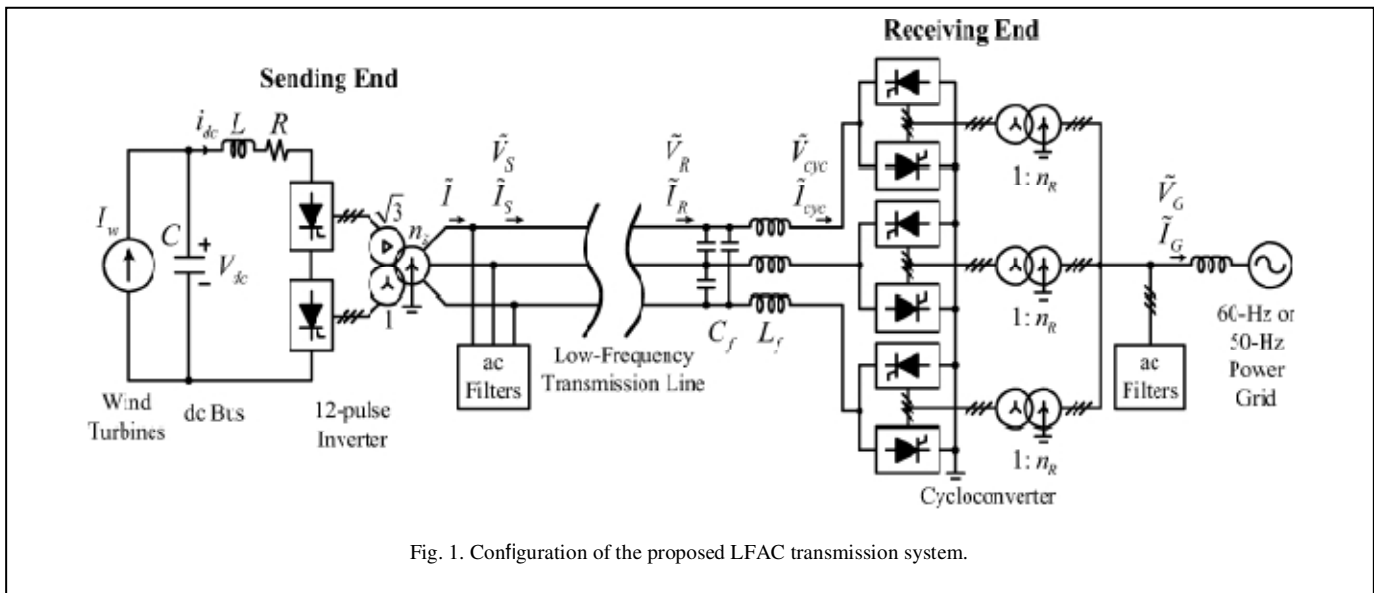 Receiving End
Sending End
i_dc L R
I_w C + V_dc -
√3
n_s
1
Ĩ
Ṽ_S
Ĩ_S
Ṽ_R
Ĩ_R
Ṽ_cyc
Ĩ_cyc
1: n_R
1: n_R
1: n_R
Ṽ_G
Ĩ_G
C_f L_f
ac
Filters
ac
Filters
Wind
Turbines
dc Bus
12-pulse
Inverter
Low-Frequency
Transmission Line
Cycloconverter
60-Hz or
50-Hz
Power
Grid
Fig. 1. Configuration of the proposed LFAC transmission system.